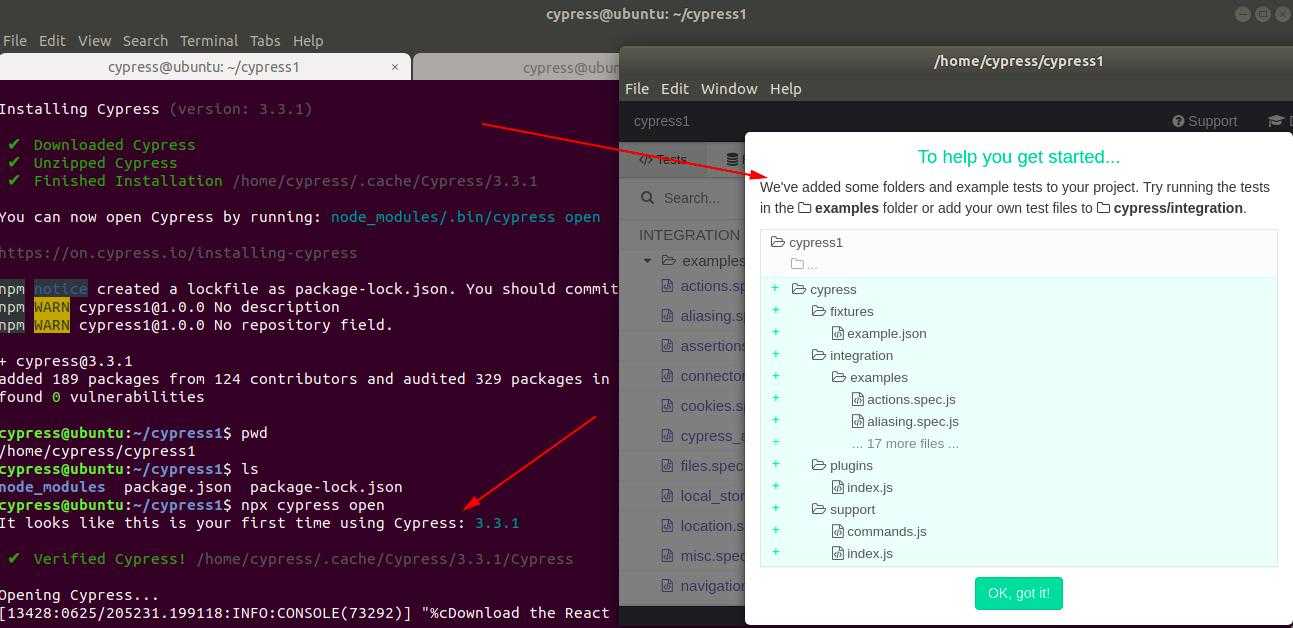 cypress@ubuntu: ~/cypress1
File Edit View Search Terminal Tabs Help
cypress@ubuntu: ~/cypress1 ×
cypress@ubun
Installing Cypress (version: 3.3.1)
✔ Downloaded Cypress
✔ Unzipped Cypress
✔ Finished Installation /home/cypress/.cache/Cypress/3.3.1
You can now open Cypress by running: node_modules/.bin/cypress open
https://on.cypress.io/installing-cypress
npm notice created a lockfile as package-lock.json. You should commit
npm WARN cypress1@1.0.0 No description
npm WARN cypress1@1.0.0 No repository field.
+ cypress@3.3.1
added 189 packages from 124 contributors and audited 329 packages in
found 0 vulnerabilities
cypress@ubuntu:~/cypress1$ pwd
/home/cypress/cypress1
cypress@ubuntu:~/cypress1$ ls
node_modules package.json package-lock.json
cypress@ubuntu:~/cypress1$ npx cypress open
It looks like this is your first time using Cypress: 3.3.1
✔ Verified Cypress! /home/cypress/.cache/Cypress/3.3.1/Cypress
Opening Cypress...
[13428:0625/205231.199118:INFO:CONSOLE(73292)] "%cDownload the React
/home/cypress/cypress1
File Edit Window Help
cypress1
Support
Tests
Search...
INTEGRATION
examples
actions.sp
aliasing.s
assertions
connector
cookies.s
cypress_a
files.spec
local_stor
location.s
misc.spec
navigation
To help you get started...
We've added some folders and example tests to your project. Try running the tests
in the examples folder or add your own test files to cypress/integration.
cypress1
...
+ cypress
+ fixtures
+ example.json
+ integration
+ examples
+ actions.spec.js
+ aliasing.spec.js
+ ... 17 more files ...
+ plugins
+ index.js
+ support
+ commands.js
+ index.js
OK, got it!